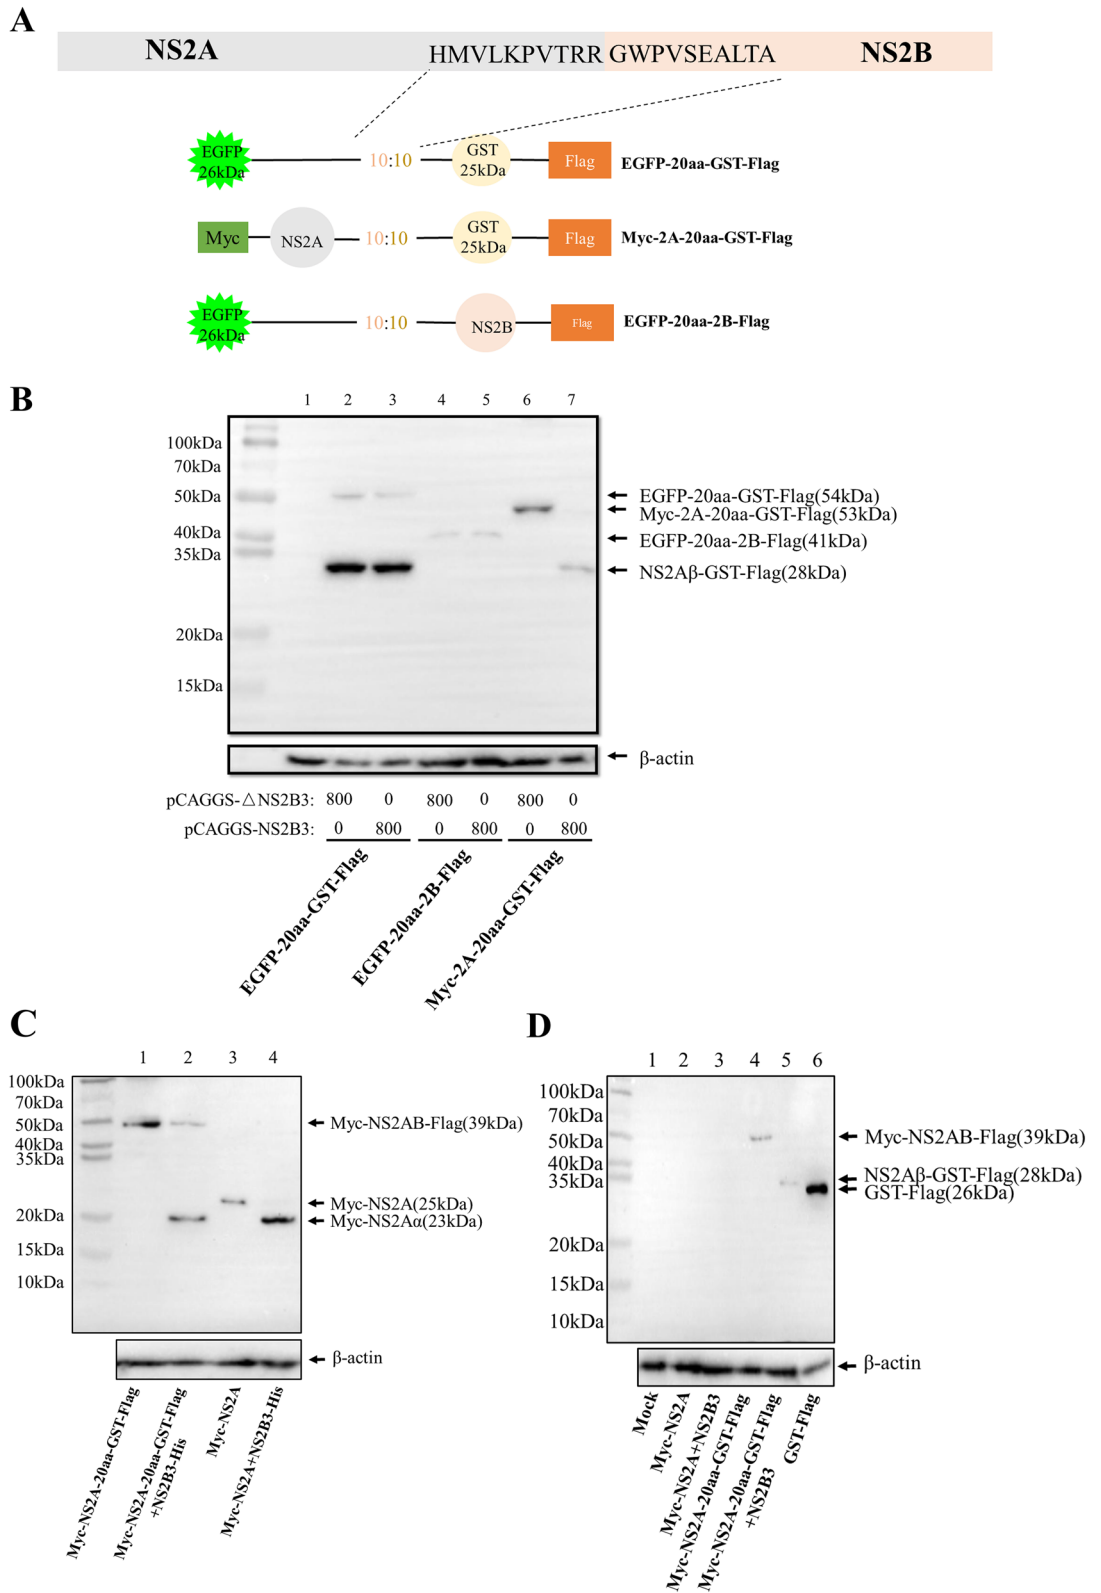 A
NS2A HMVLKPVTRR GWPVSEALTA NS2B
EGFP
26kDa
10:10
GST
25kDa
Flag
EGFP-20aa-GST-Flag
Myc
NS2A
10:10
GST
25kDa
Flag
Myc-2A-20aa-GST-Flag
EGFP
26kDa
10:10
NS2B
Flag
EGFP-20aa-2B-Flag
B
1 2 3 4 5 6 7
100kDa
70kDa
50kDa
40kDa
35kDa
20kDa
15kDa
EGFP-20aa-GST-Flag(54kDa)
Myc-2A-20aa-GST-Flag(53kDa)
EGFP-20aa-2B-Flag(41kDa)
NS2Aβ-GST-Flag(28kDa)
β-actin
pCAGGS-△NS2B3: 800 0 800 0 800 0
pCAGGS-NS2B3: 0 800 0 800 0 800
EGFP-20aa-GST-Flag
EGFP-20aa-2B-Flag
Myc-2A-20aa-GST-Flag
C
1 2 3 4
100kDa
70kDa
50kDa
40kDa
35kDa
20kDa
15kDa
10kDa
Myc-NS2AB-Flag(39kDa)
Myc-NS2A(25kDa)
Myc-NS2Aα(23kDa)
β-actin
Myc-NS2A-20aa-GST-Flag
Myc-NS2A-20aa-GST-Flag
+NS2B3-His
Myc-NS2A
Myc-NS2A+NS2B3-His
D
1 2 3 4 5 6
100kDa
70kDa
50kDa
40kDa
35kDa
20kDa
15kDa
10kDa
Myc-NS2AB-Flag(39kDa)
NS2Aβ-GST-Flag(28kDa)
GST-Flag(26kDa)
β-actin
Mock
Myc-NS2A
Myc-NS2A+NS2B3
Myc-NS2A-20aa-GST-Flag
Myc-NS2A-20aa-GST-Flag
+NS2B3
GST-Flag